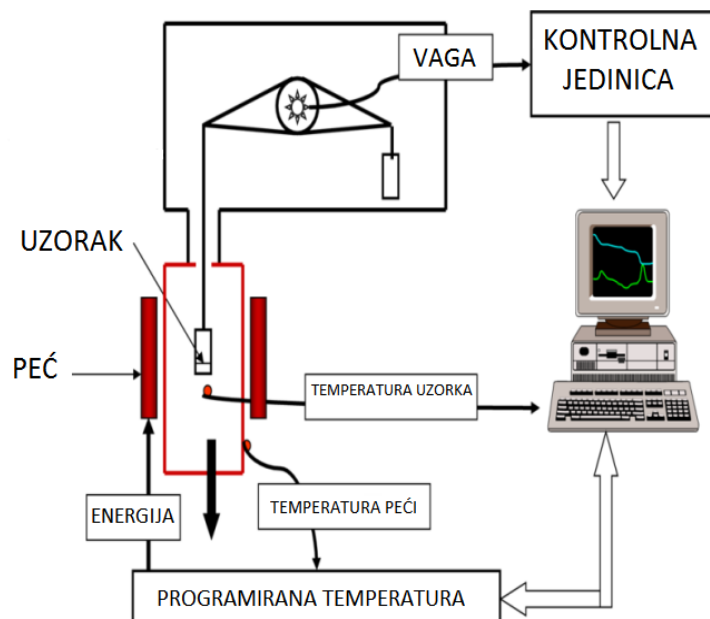 VAGA
KONTROLNA
JEDINICA
UZORAK
PEĆ
TEMPERATURA UZORKA
ENERGIJA
TEMPERATURA PEĆI
PROGRAMIRANA TEMPERATURA